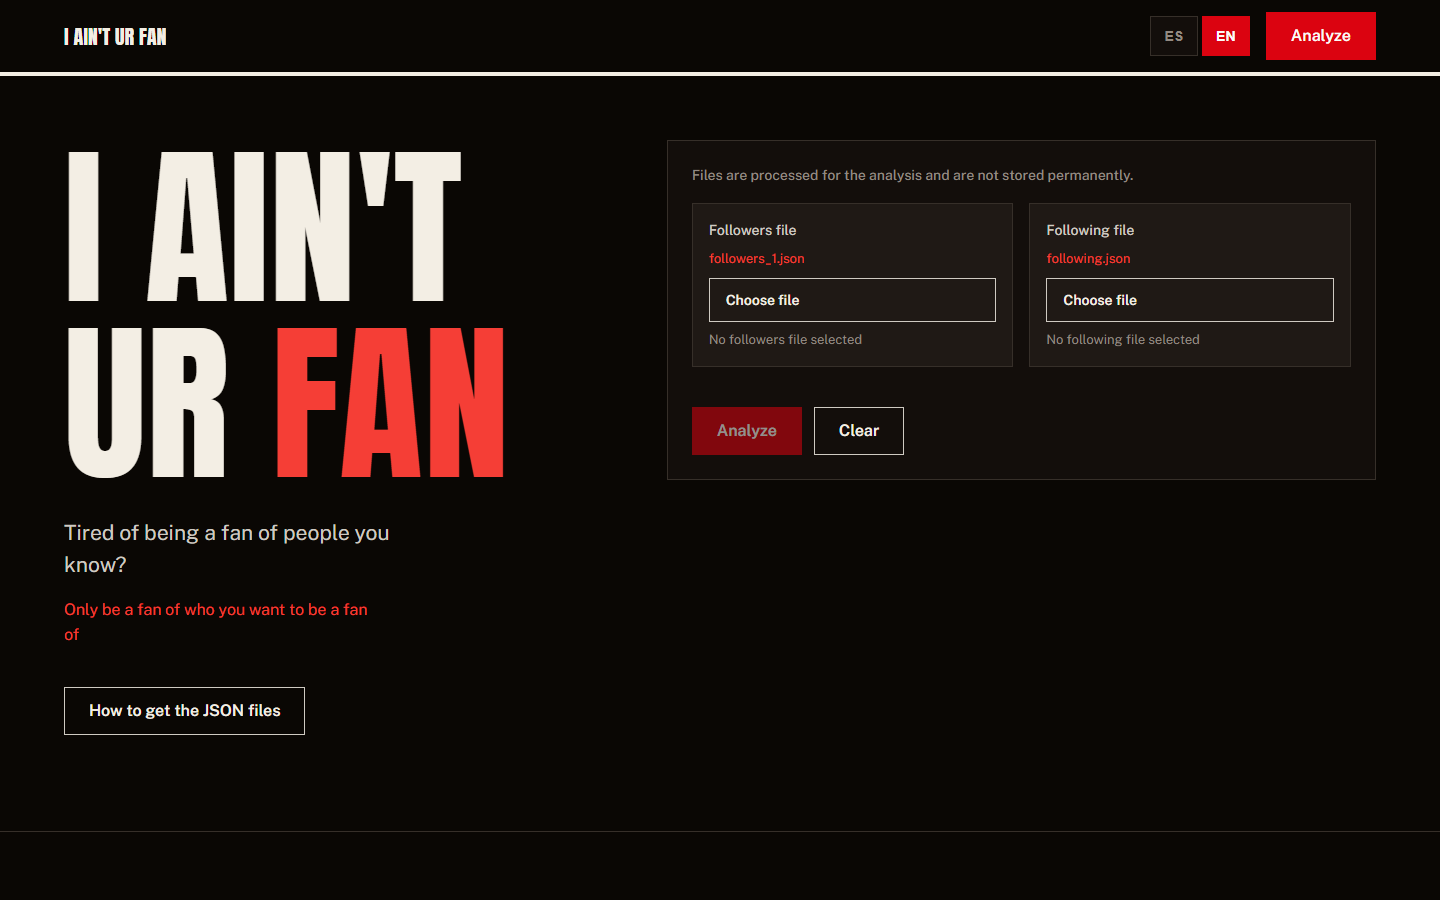 I AIN'T UR FAN
ES
EN
Analyze
I AIN'T
UR FAN
Tired of being a fan of people you
know?
Only be a fan of who you want to be a fan
of
How to get the JSON files
Files are processed for the analysis and are not stored permanently.
Followers file
followers_1.json
Choose file
No followers file selected
Following file
following.json
Choose file
No following file selected
Analyze
Clear